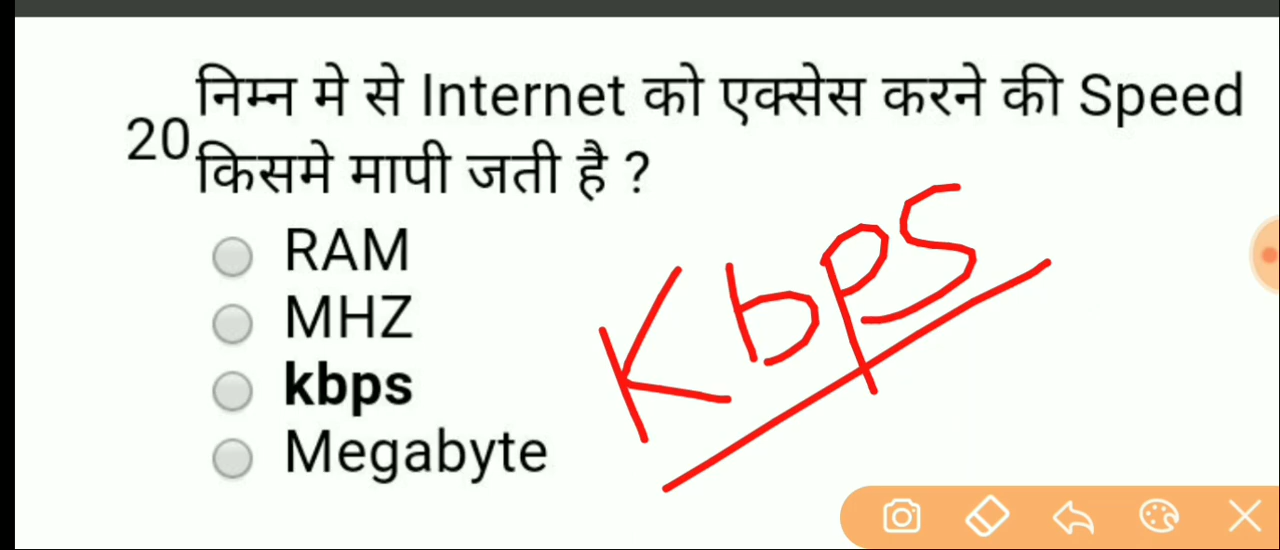 निम्न मे से Internet को एक्सेस करने की Speed
20 किसमे मापी जती है ?
RAM
MHZ
kbps
Megabyte
Kbps